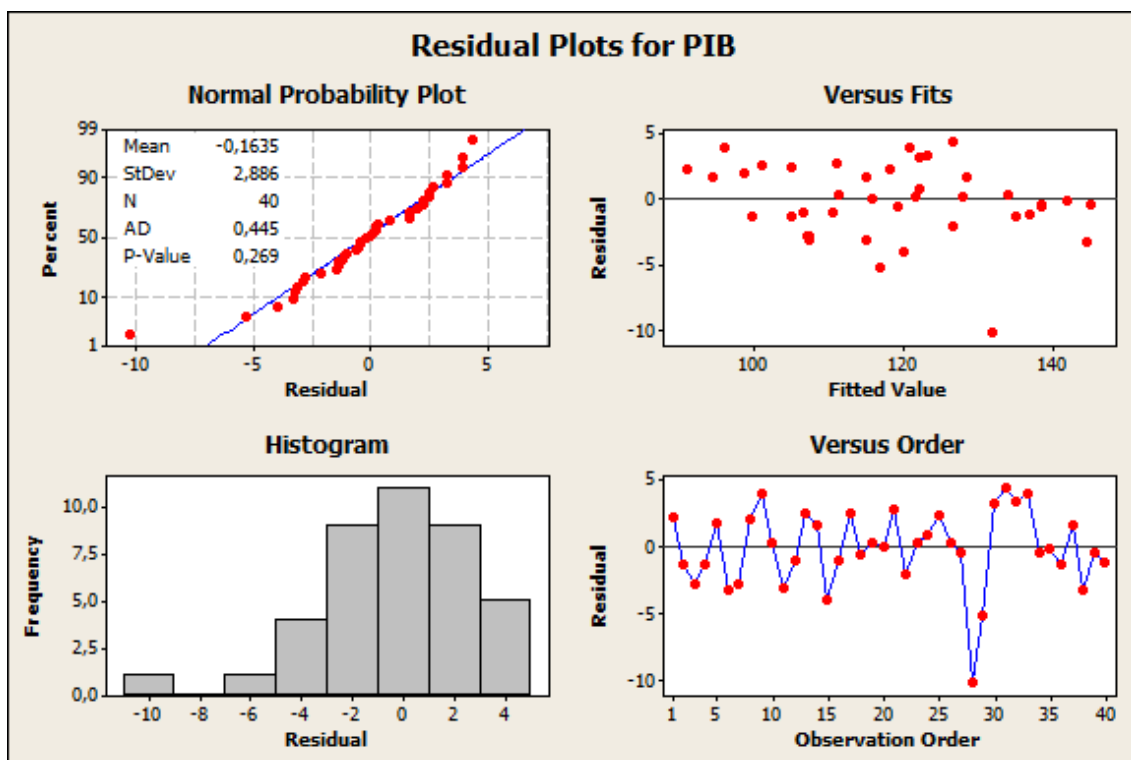 Residual Plots for PIB
Normal Probability Plot
Mean -0,1635
StDev 2,886
N 40
AD 0,445
P-Value 0,269
Percent
99
90
50
10
1
-10 -5 0 5
Residual
Versus Fits
Residual
5
0
-5
-10
100 120 140
Fitted Value
Histogram
Frequency
10,0
7,5
5,0
2,5
0,0
-10 -8 -6 -4 -2 0 2 4
Residual
Versus Order
Residual
5
0
-5
-10
1 5 10 15 20 25 30 35 40
Observation Order